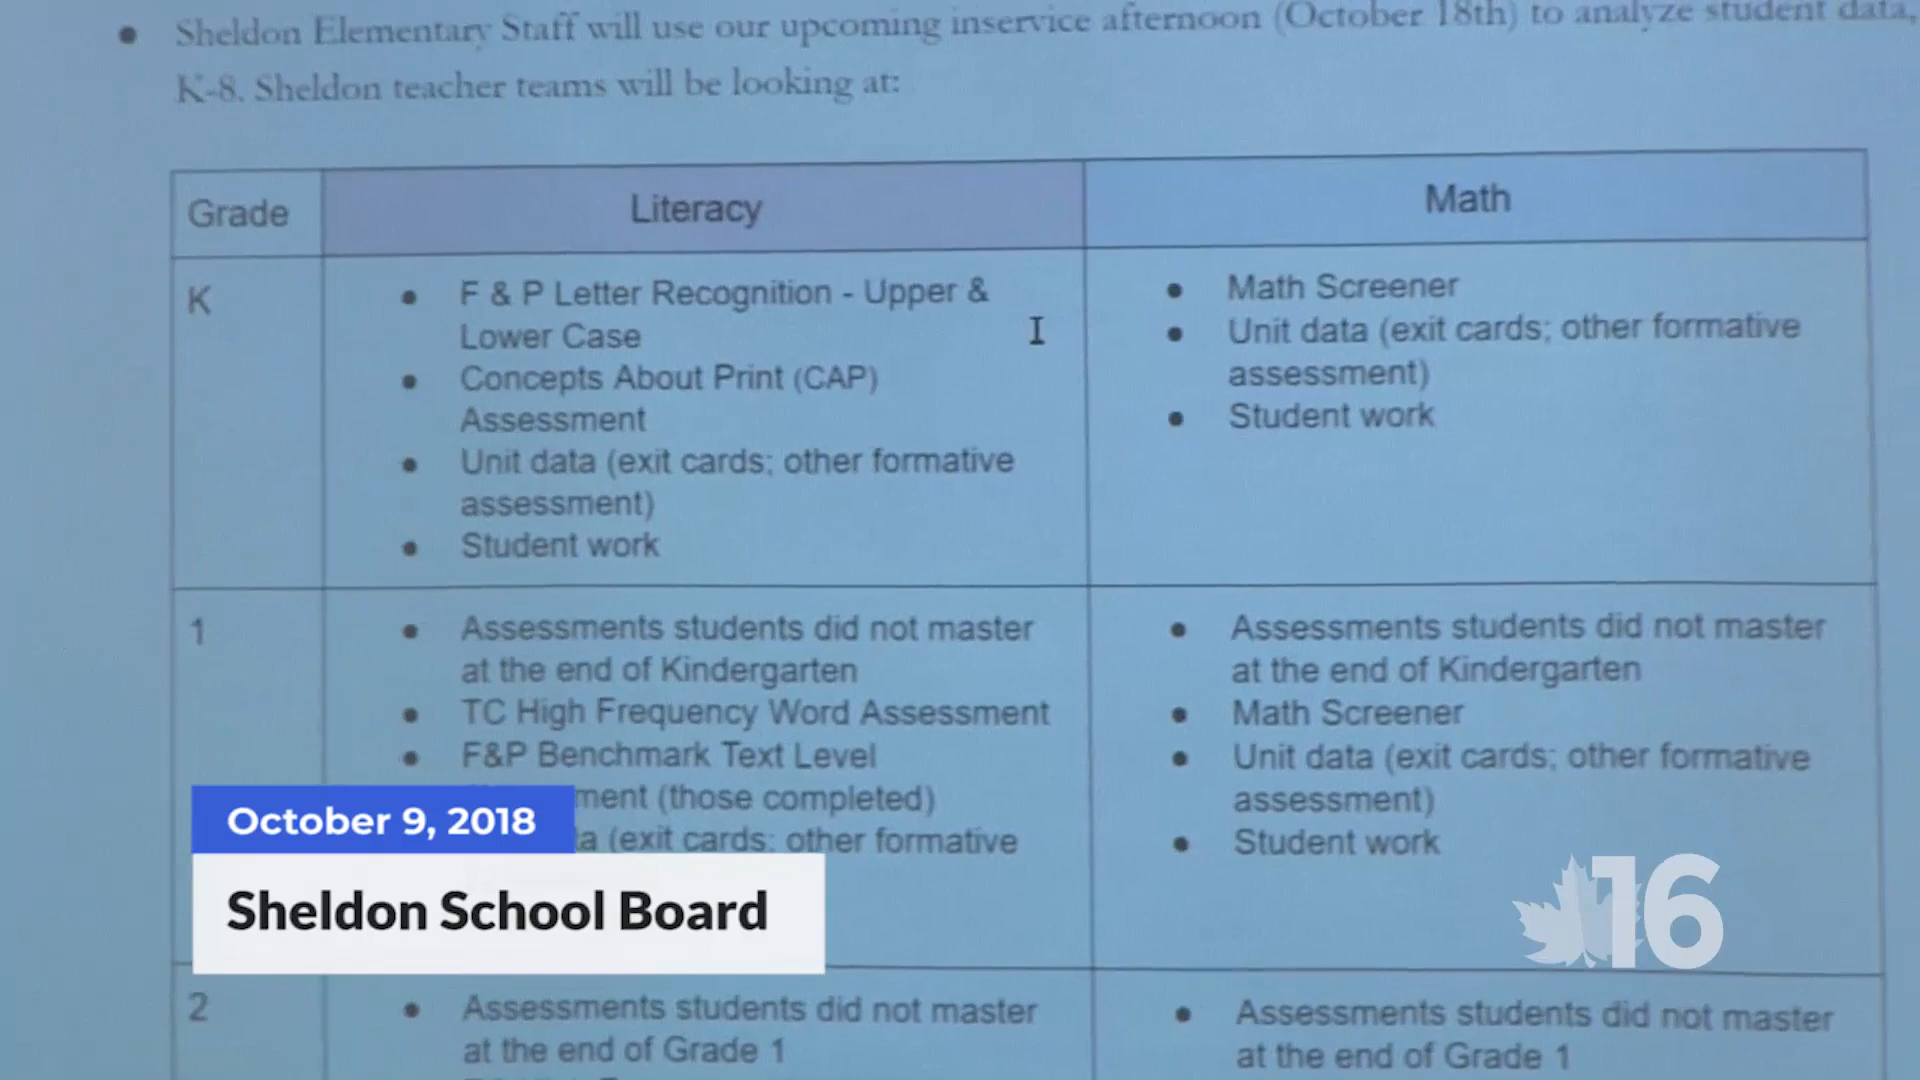 Sheldon Elementary Staff will use our upcoming inservice afternoon (October 18th) to analyze student data,
K-8. Sheldon teacher teams will be looking at:
Grade
Literacy
Math
K
F & P Letter Recognition - Upper &
Lower Case
Concepts About Print (CAP)
Assessment
Unit data (exit cards; other formative
assessment)
Student work
Math Screener
Unit data (exit cards; other formative
assessment)
Student work
1
Assessments students did not master
at the end of Kindergarten
TC High Frequency Word Assessment
F&P Benchmark Text Level
ment (those completed)
a (exit cards; other formative
Assessments students did not master
at the end of Kindergarten
Math Screener
Unit data (exit cards; other formative
assessment)
Student work
2
Assessments students did not master
at the end of Grade 1
Assessments students did not master
at the end of Grade 1
October 9, 2018
Sheldon School Board
16